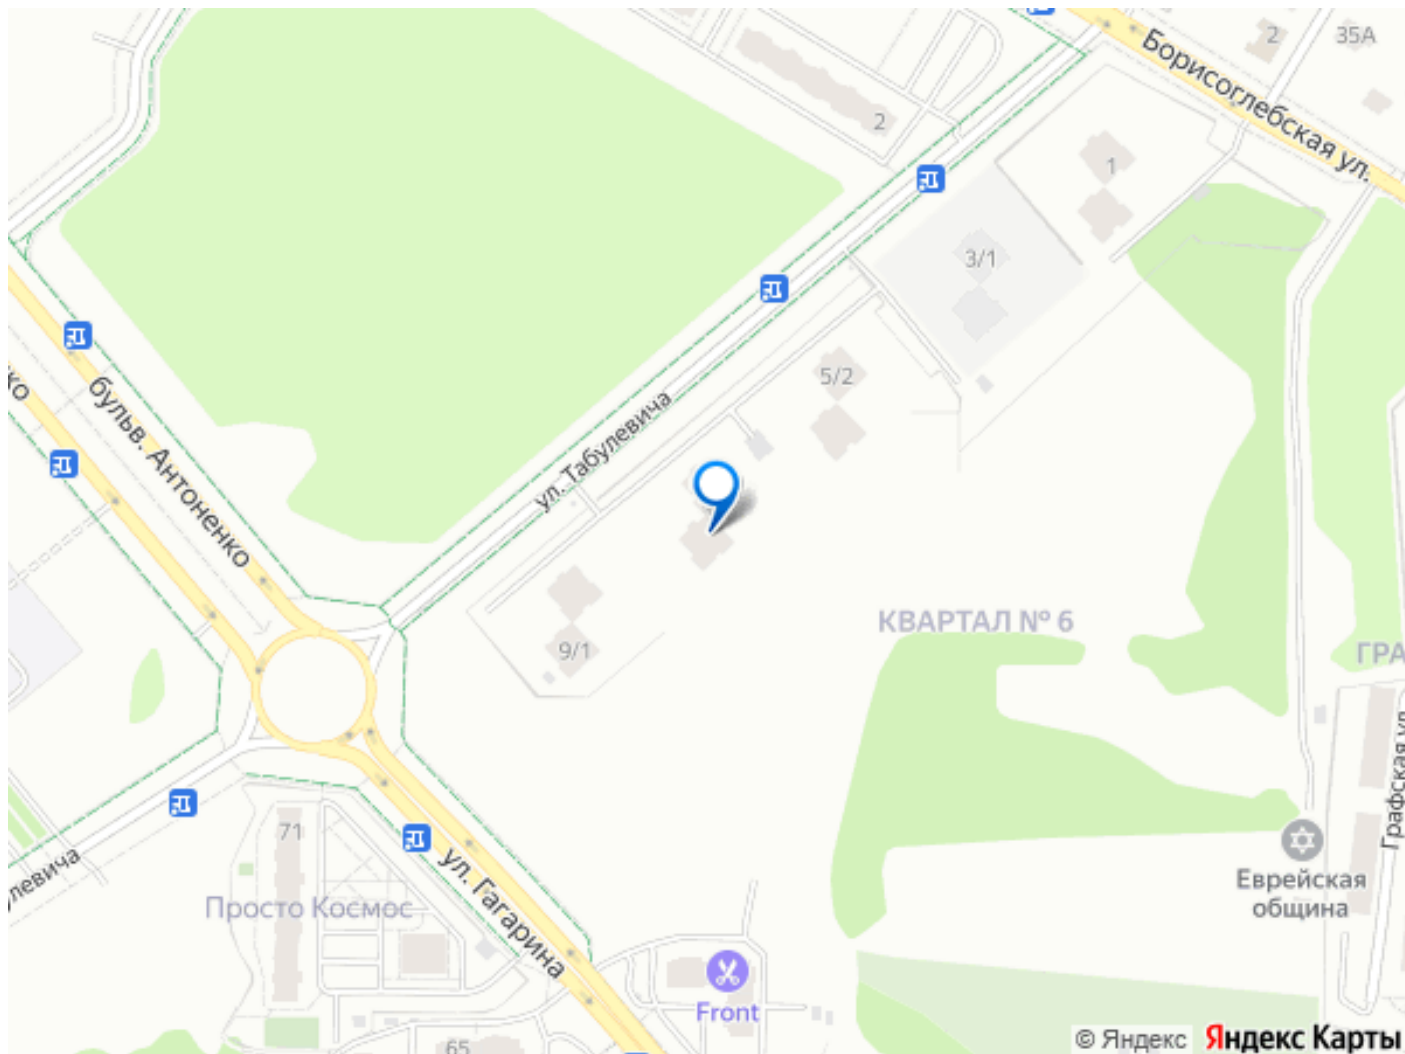 2
35А
Борисоглебская ул.
2
1
3/1
5/2
ко
бульв. Антоненко
ул. Табулевича
КВАРТАЛ № 6
9/1
ГРА
Графская ул
71
левича
ул. Гагарина
Просто Космос
Еврейская
община
Front
65
© Яндекс Яндекс Карты